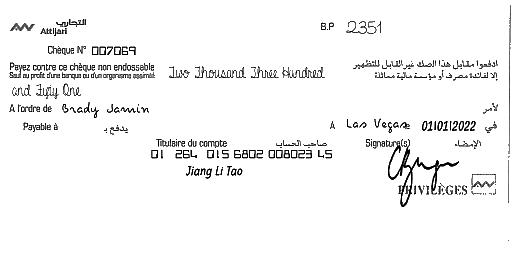 التجاري
Attijari
B.P 2351
Chèque N° 007069
Payez contre ce chèque non endossable
Sauf au profit d'une banque ou d'un organisme assimilé
Two Thousand Three Hundred
ادفعوا مقابل هذا الصك غير القابل للتظهير
إلا لفائدة مصرف أو مؤسسة مالية مماثلة
and Fifty One
A l'ordre de Brady Jamin
لأمر
Payable à يدفع بـ
A Las Vegas 01/01/2022 في
Titulaire du compte صاحب الحساب
Signature(s) الإمضاء
01 264 015 6802 008023 45
Jiang Li Tao
PRIVILÈGES